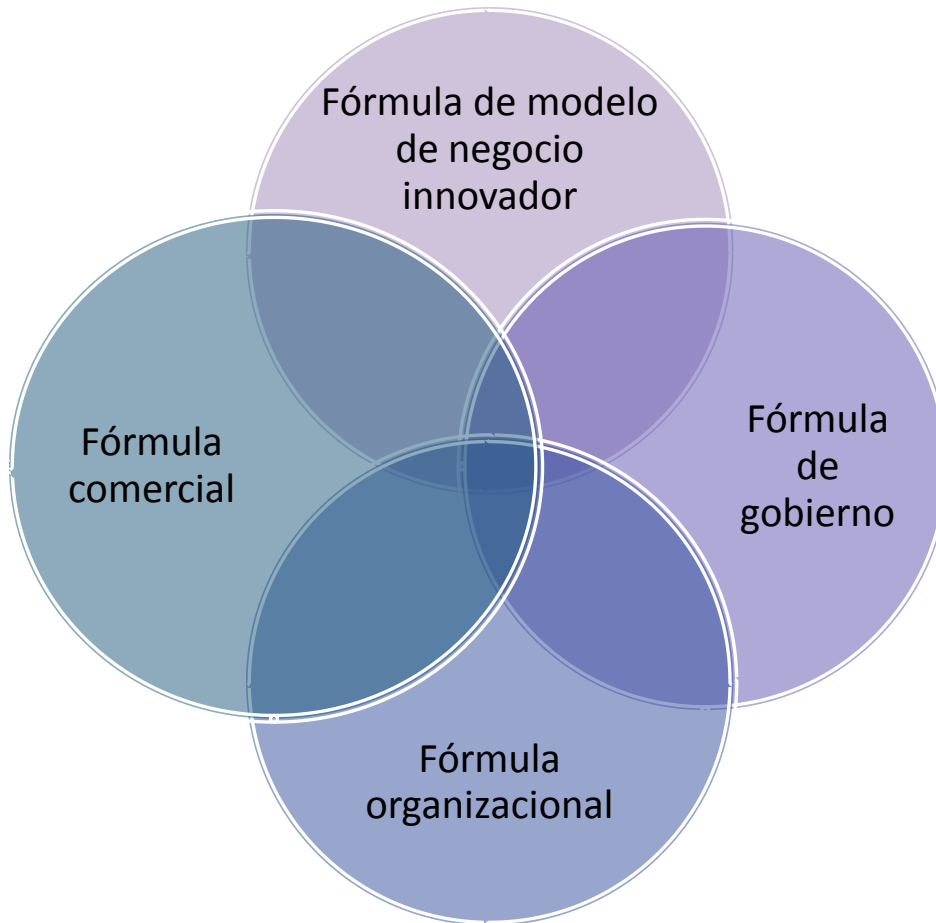 Fórmula de modelo
de negocio
innovador
Fórmula
comercial
Fórmula
de
gobierno
Fórmula
organizacional